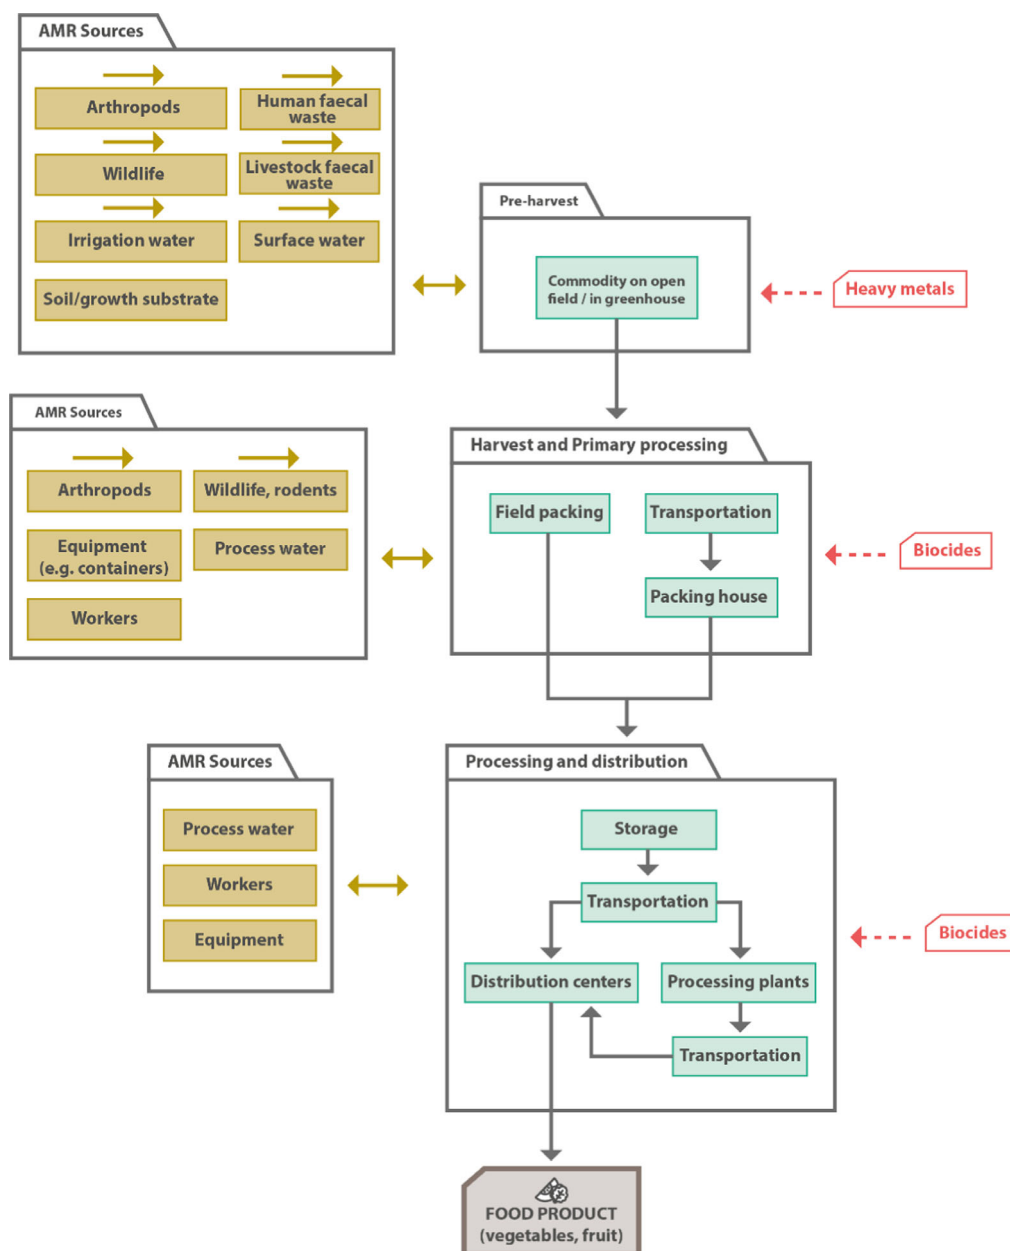 AMR Sources
Arthropods
Human faecal
waste
Wildlife
Livestock faecal
waste
Irrigation water
Surface water
Soil/growth substrate
Pre-harvest
Commodity on open
field / in greenhouse
Heavy metals
AMR Sources
Arthropods
Wildlife, rodents
Equipment
(e.g. containers)
Process water
Workers
Harvest and Primary processing
Field packing
Transportation
Packing house
Biocides
AMR Sources
Process water
Workers
Equipment
Processing and distribution
Storage
Transportation
Distribution centers
Processing plants
Transportation
Biocides
FOOD PRODUCT
(vegetables, fruit)